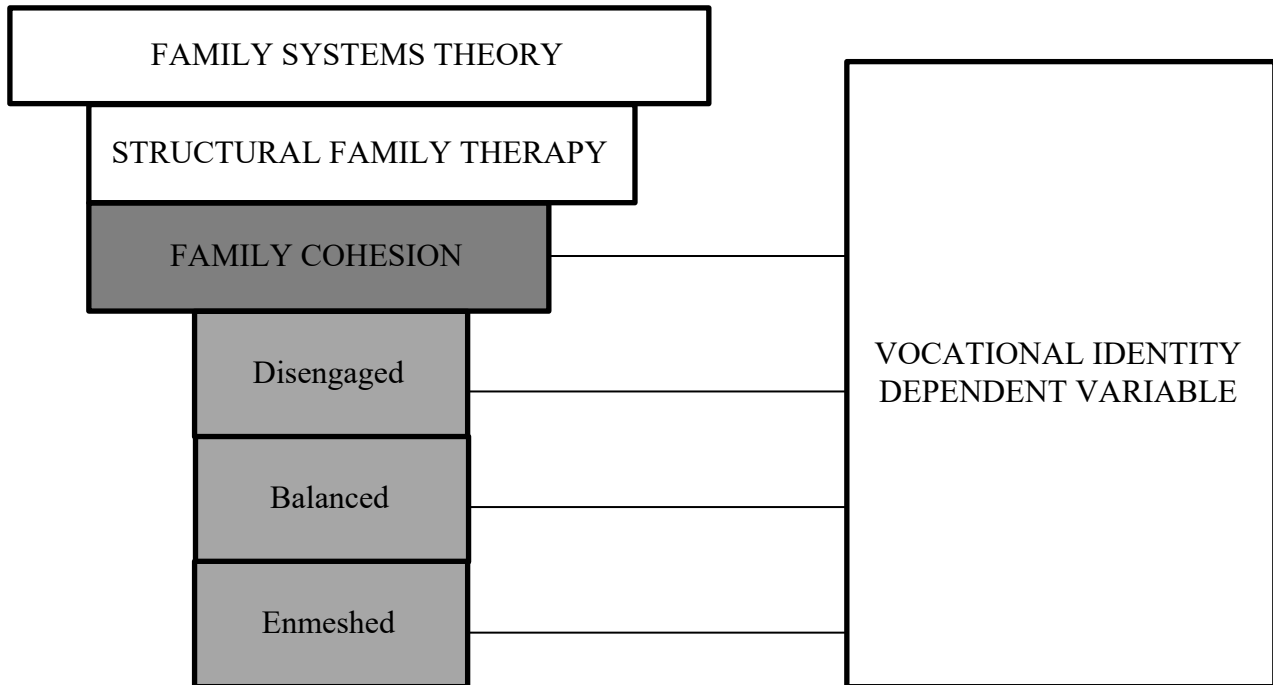 FAMILY SYSTEMS THEORY
STRUCTURAL FAMILY THERAPY
FAMILY COHESION
Disengaged
Balanced
Enmeshed
VOCATIONAL IDENTITY
DEPENDENT VARIABLE